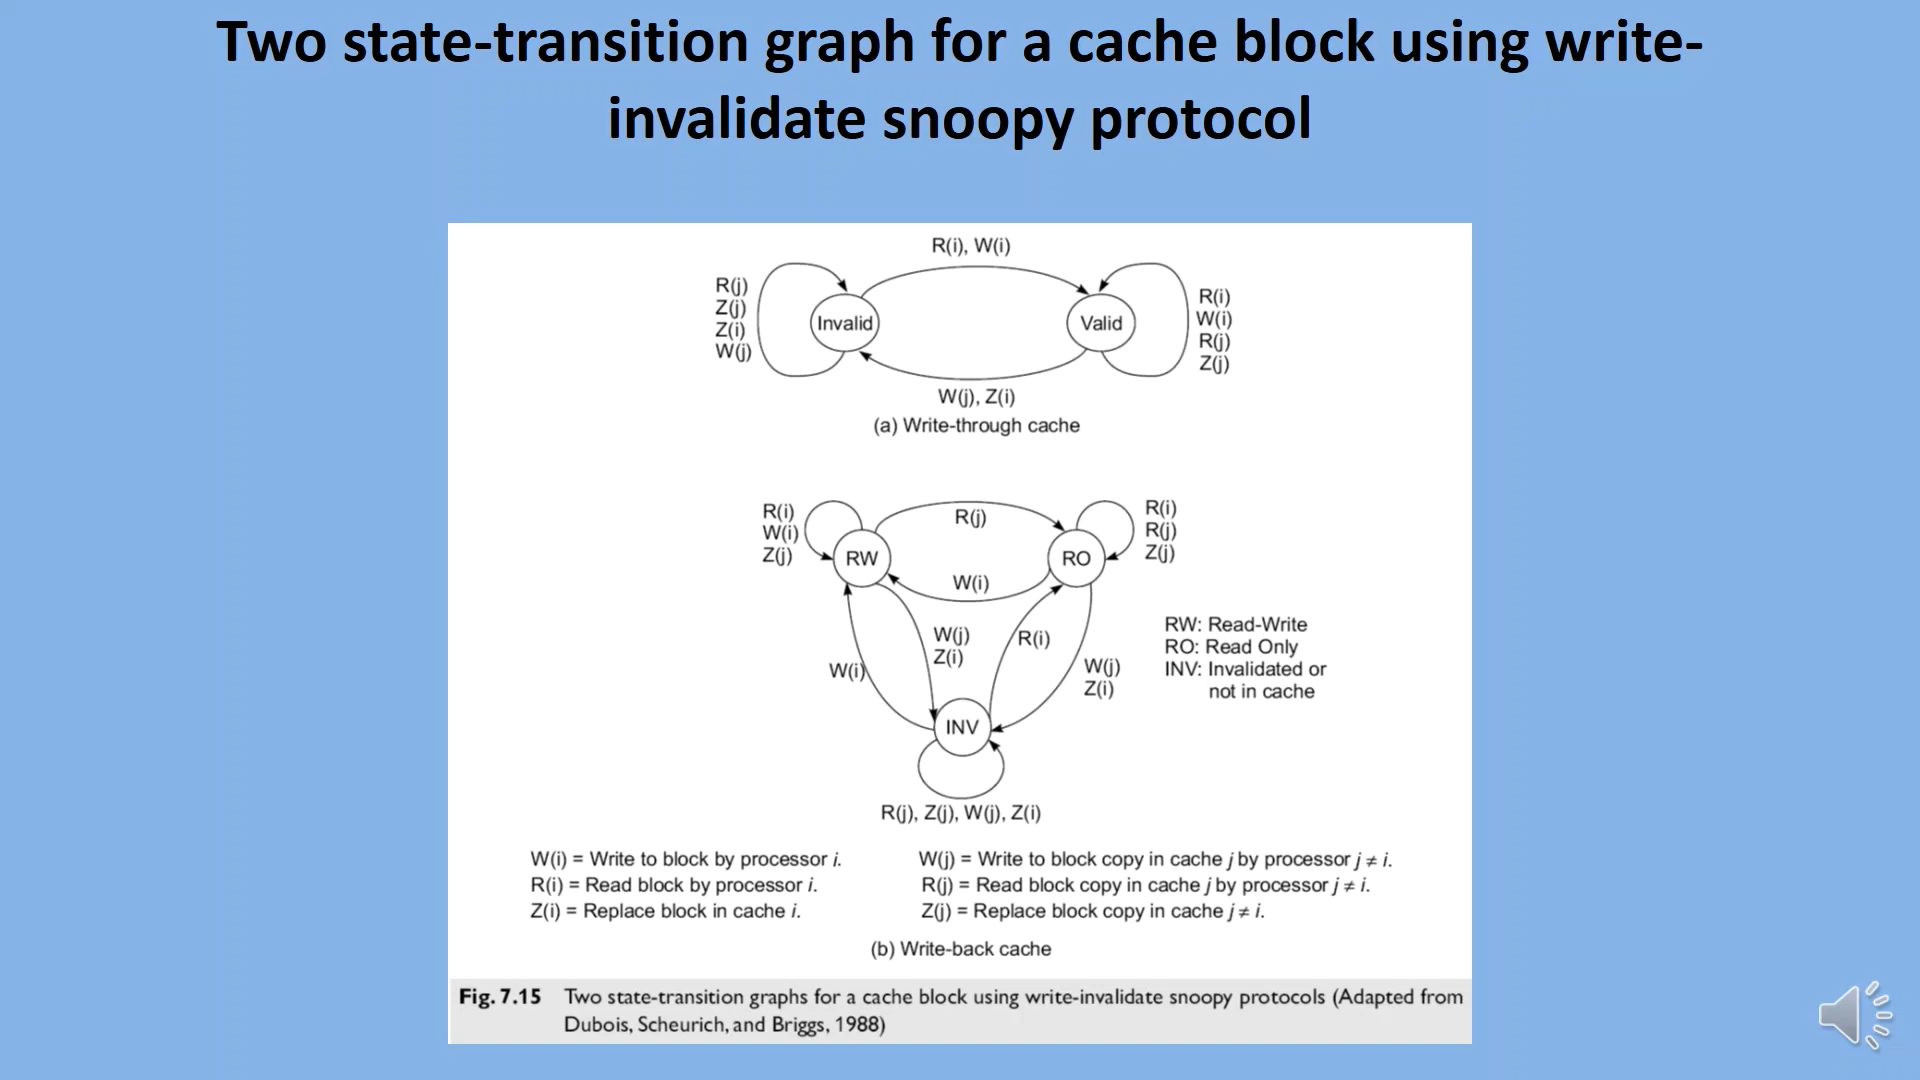 Two state-transition graph for a cache block using write-
invalidate snoopy protocol
R(i), W(i)
R(j)
Z(j)
Z(i)
W(j)
Invalid
Valid
R(i)
W(i)
R(j)
Z(j)
W(j), Z(i)
(a) Write-through cache
R(i)
W(i)
Z(j)
R(j)
R(i)
R(j)
Z(j)
RW
RO
W(i)
W(j)
Z(i)
R(i)
W(i)
W(j)
Z(i)
RW: Read-Write
RO: Read Only
INV: Invalidated or
not in cache
INV
R(j), Z(j), W(j), Z(i)
W(i) = Write to block by processor i.
R(i) = Read block by processor i.
Z(i) = Replace block in cache i.
W(j) = Write to block copy in cache j by processor j ≠ i.
R(j) = Read block copy in cache j by processor j ≠ i.
Z(j) = Replace block copy in cache j ≠ i.
(b) Write-back cache
Fig. 7.15 Two state-transition graphs for a cache block using write-invalidate snoopy protocols (Adapted from
Dubois, Scheurich, and Briggs, 1988)